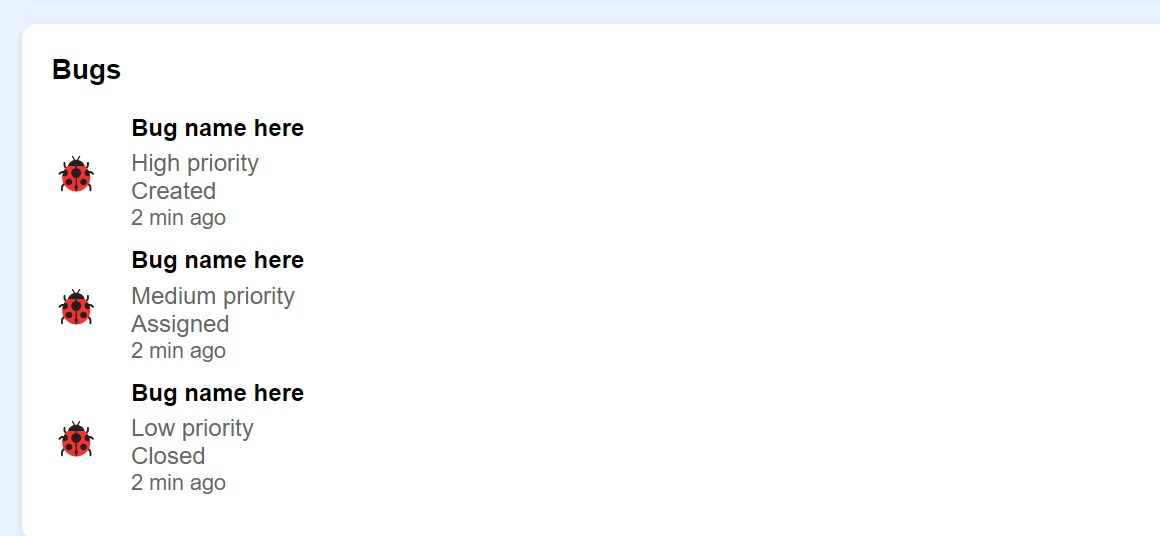 Bugs
Bug name here
High priority
Created
2 min ago
Bug name here
Medium priority
Assigned
2 min ago
Bug name here
Low priority
Closed
2 min ago